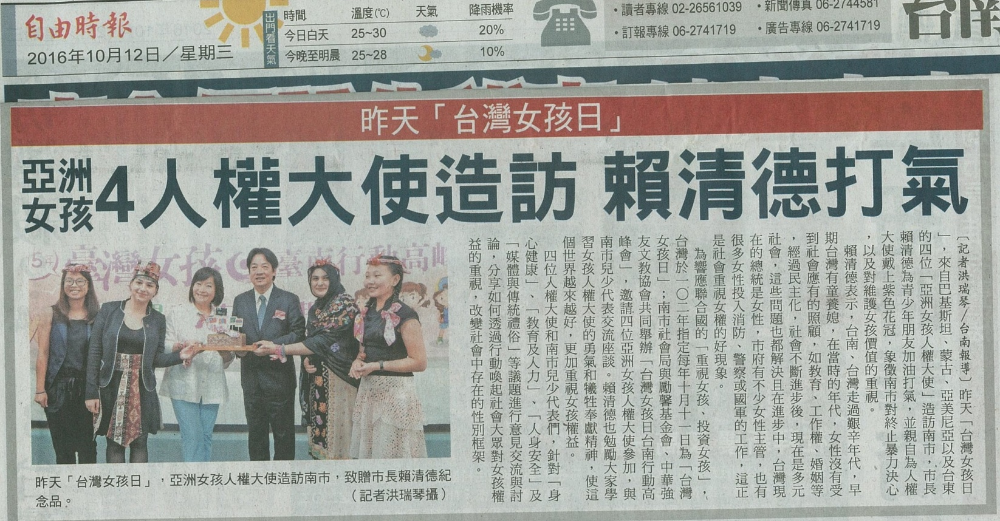 自由時報
2016年10月12日／星期三
出門看天氣
時間 溫度(℃) 天氣 降雨機率
今日白天 25~30 20%
今晚至明晨 25~28 10%
・讀者專線 02-26561039 ・新聞傳真 06-2744581
・訂報專線 06-2741719 ・廣告專線 06-2741719
昨天「台灣女孩日」
亞洲女孩4人權大使造訪 賴清德打氣
〔記者洪瑞琴／台南報導〕昨天「台灣女孩日
」，來自巴基斯坦、蒙古、亞美尼亞以及台東
的四位「亞洲女孩人權大使」造訪南市，市長
賴清德為青少年朋友加油打氣，並親自為人權
大使戴上紫色花冠，象徵南市對終止暴力決心
，以及對維護女孩價值的重視。
賴清德表示，台南、台灣走過艱辛年代，早
期台灣有童養媳，在當時的年代，女性沒有受
到社會應有的照顧，如教育、工作權、婚姻等
，經過民主化，社會不斷進步後，現在是多元
社會，這些問題也都解決且在進步中，台灣現
在的總統是女性，市府有不少女性主管，也有
很多女性投入消防、警察或國軍的工作，這正
是社會重視女權的好現象。
為響應聯合國的「重視女孩、投資女孩」，
台灣於一〇二年指定每年十月十一日為「台灣
女孩日」；南市社會局與勵馨基金會、中華強
友文教協會共同舉辦「台灣女孩日台南行動高
峰會」，邀請四位亞洲女孩人權大使參加，與
南市兒少代表交流座談。賴清德也勉勵大家學
習女孩人權大使的勇氣和犧牲奉獻精神，使這
個世界越來越好，更加重視女孩權益。
四位人權大使和南市兒少代表們，針對「身
心健康」、「教育及人力」、「人身安全」及
「媒體與傳統禮俗」等議題進行意見交流與討
論，分享如何透過行動喚起社會大眾對女孩權
益的重視，改變社會中存在的性別框架。
臺灣女孩 臺南行動高峰
昨天「台灣女孩日」，亞洲女孩人權大使造訪南市，致贈市長賴清德紀
念品。 （記者洪瑞琴攝）